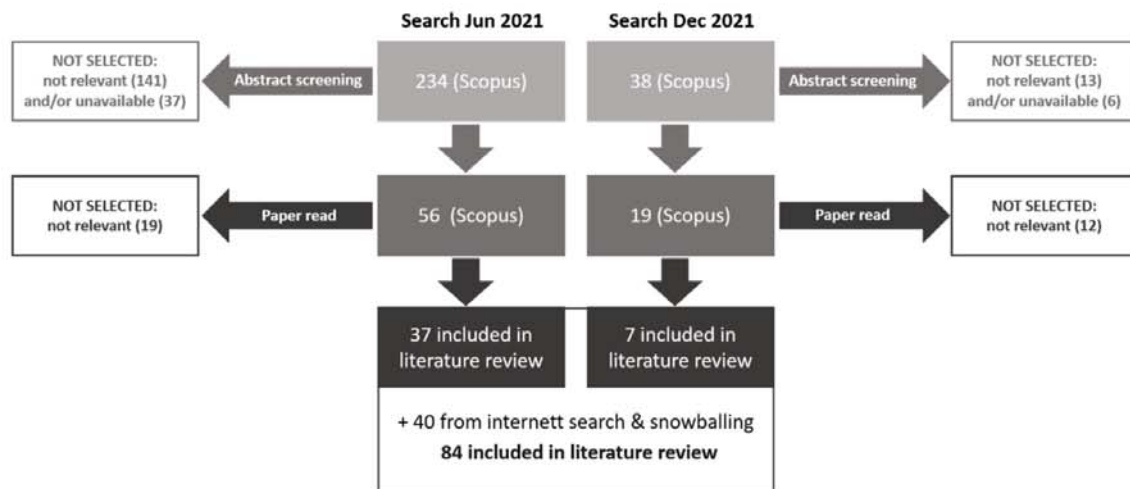 Search Jun 2021
Search Dec 2021
NOT SELECTED:
not relevant (141)
and/or unavailable (37)
Abstract screening
234 (Scopus)
38 (Scopus)
Abstract screening
NOT SELECTED:
not relevant (13)
and/or unavailable (6)
NOT SELECTED:
not relevant (19)
Paper read
56 (Scopus)
19 (Scopus)
Paper read
NOT SELECTED:
not relevant (12)
37 included in
literature review
7 included in
literature review
+ 40 from internett search & snowballing
84 included in literature review